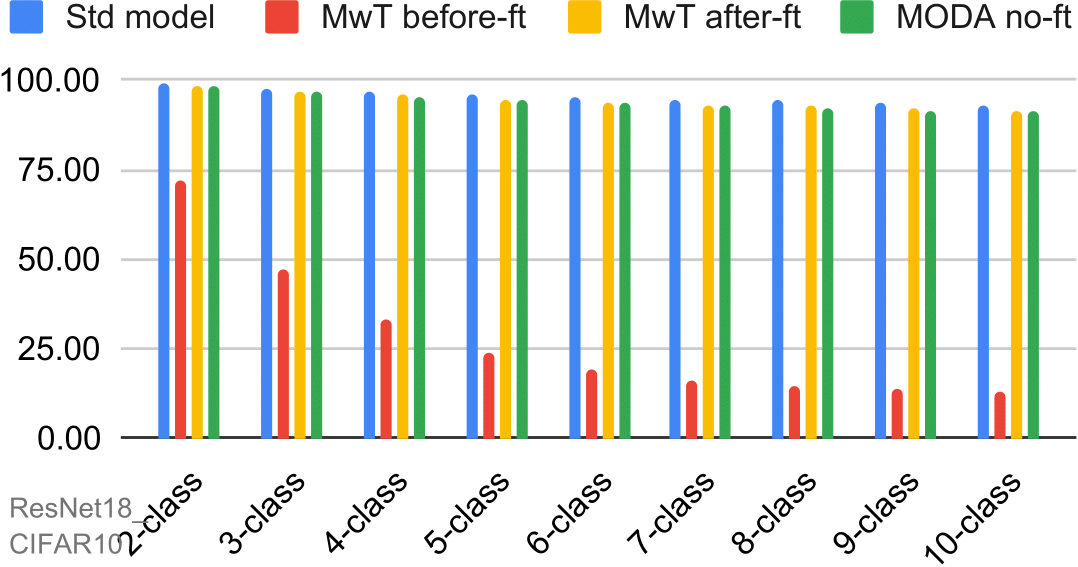 Std model MwT before-ft MwT after-ft MODA no-ft
100.00
75.00
50.00
25.00
0.00
2-class 3-class 4-class 5-class 6-class 7-class 8-class 9-class 10-class
ResNet18_
CIFAR10